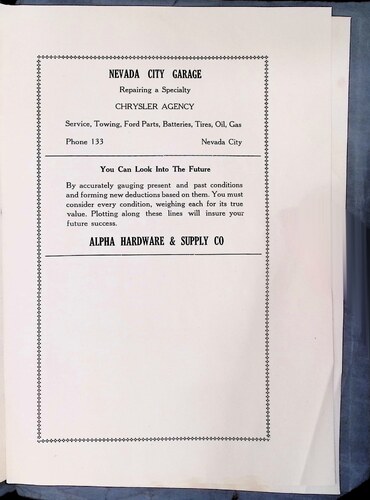 NEVADA CITY GARAGE
Repairing a Specialty
CHRYSLER AGENCY
Service, Towing, Ford Parts, Batteries, Tires, Oil, Gas
Phone 133 Nevada City
You Can Look Into The Future
By accurately gauging present and past conditions
and forming new deductions based on them. You must
consider every condition, weighing each for its true
value. Plotting along these lines will insure your
future success.
ALPHA HARDWARE & SUPPLY CO